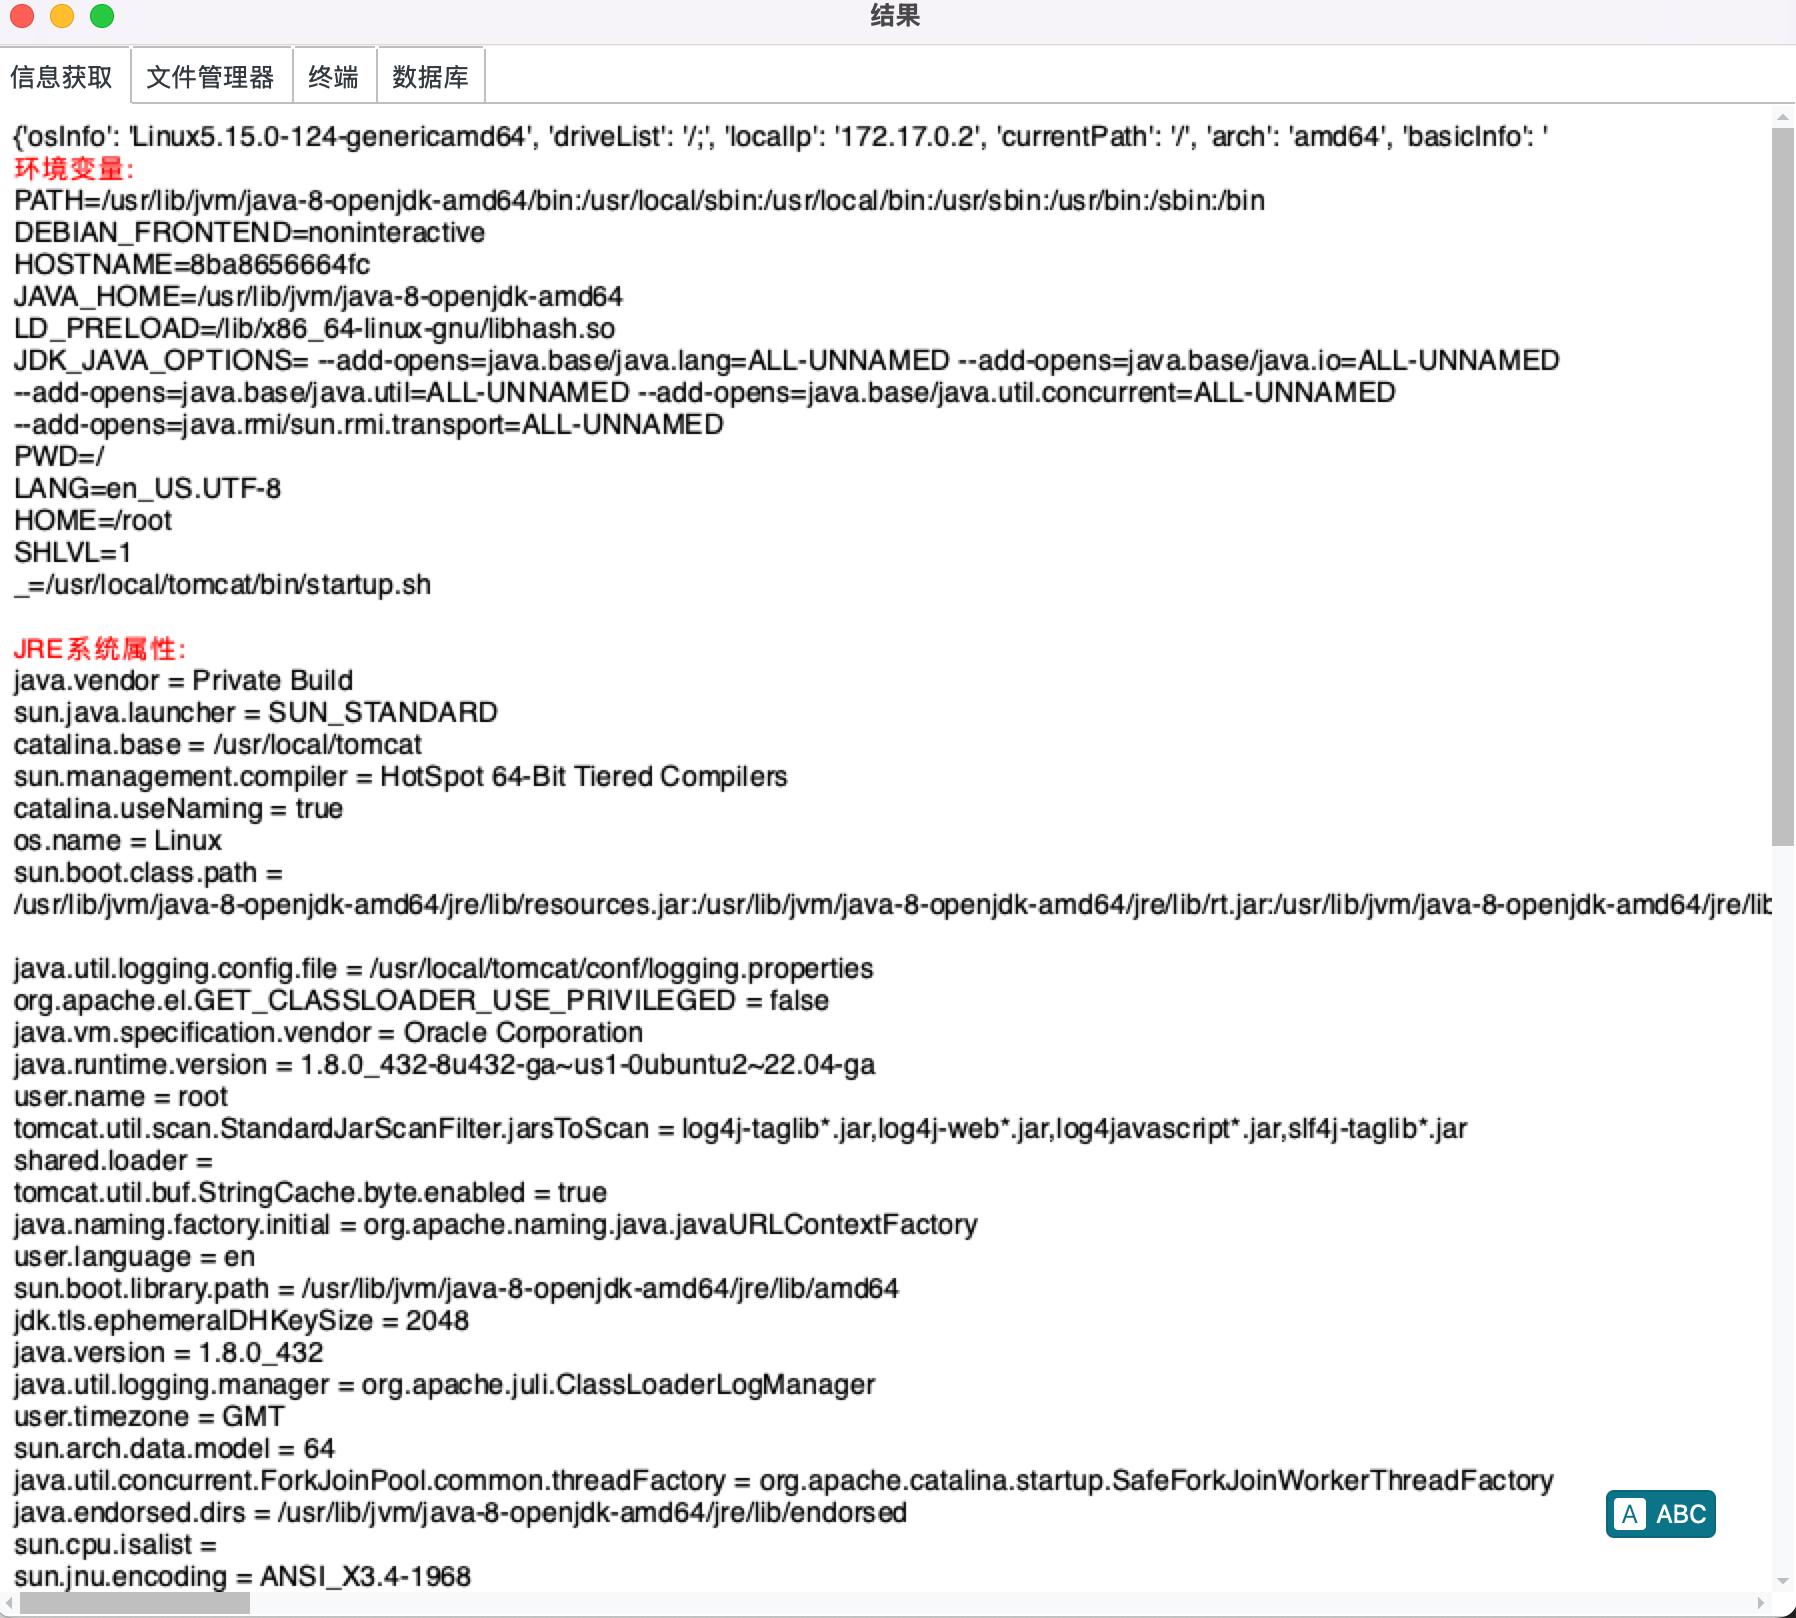 结果
信息获取 文件管理器 终端 数据库
{'osInfo': 'Linux5.15.0-124-genericamd64', 'driveList': '/;', 'localIp': '172.17.0.2', 'currentPath': '/', 'arch': 'amd64', 'basicInfo': '
环境变量:
PATH=/usr/lib/jvm/java-8-openjdk-amd64/bin:/usr/local/sbin:/usr/local/bin:/usr/sbin:/usr/bin:/sbin:/bin
DEBIAN_FRONTEND=noninteractive
HOSTNAME=8ba8656664fc
JAVA_HOME=/usr/lib/jvm/java-8-openjdk-amd64
LD_PRELOAD=/lib/x86_64-linux-gnu/libhash.so
JDK_JAVA_OPTIONS= --add-opens=java.base/java.lang=ALL-UNNAMED --add-opens=java.base/java.io=ALL-UNNAMED
--add-opens=java.base/java.util=ALL-UNNAMED --add-opens=java.base/java.util.concurrent=ALL-UNNAMED
--add-opens=java.rmi/sun.rmi.transport=ALL-UNNAMED
PWD=/
LANG=en_US.UTF-8
HOME=/root
SHLVL=1
_=/usr/local/tomcat/bin/startup.sh
JRE系统属性:
java.vendor = Private Build
sun.java.launcher = SUN_STANDARD
catalina.base = /usr/local/tomcat
sun.management.compiler = HotSpot 64-Bit Tiered Compilers
catalina.useNaming = true
os.name = Linux
sun.boot.class.path =
/usr/lib/jvm/java-8-openjdk-amd64/jre/lib/resources.jar:/usr/lib/jvm/java-8-openjdk-amd64/jre/lib/rt.jar:/usr/lib/jvm/java-8-openjdk-amd64/jre/lib
java.util.logging.config.file = /usr/local/tomcat/conf/logging.properties
org.apache.el.GET_CLASSLOADER_USE_PRIVILEGED = false
java.vm.specification.vendor = Oracle Corporation
java.runtime.version = 1.8.0_432-8u432-ga~us1-0ubuntu2~22.04-ga
user.name = root
tomcat.util.scan.StandardJarScanFilter.jarsToScan = log4j-taglib*.jar,log4j-web*.jar,log4javascript*.jar,slf4j-taglib*.jar
shared.loader =
tomcat.util.buf.StringCache.byte.enabled = true
java.naming.factory.initial = org.apache.naming.java.javaURLContextFactory
user.language = en
sun.boot.library.path = /usr/lib/jvm/java-8-openjdk-amd64/jre/lib/amd64
jdk.tls.ephemeralDHKeySize = 2048
java.version = 1.8.0_432
java.util.logging.manager = org.apache.juli.ClassLoaderLogManager
user.timezone = GMT
sun.arch.data.model = 64
java.util.concurrent.ForkJoinPool.common.threadFactory = org.apache.catalina.startup.SafeForkJoinWorkerThreadFactory
java.endorsed.dirs = /usr/lib/jvm/java-8-openjdk-amd64/jre/lib/endorsed
A ABC
sun.cpu.isalist =
sun.jnu.encoding = ANSI_X3.4-1968